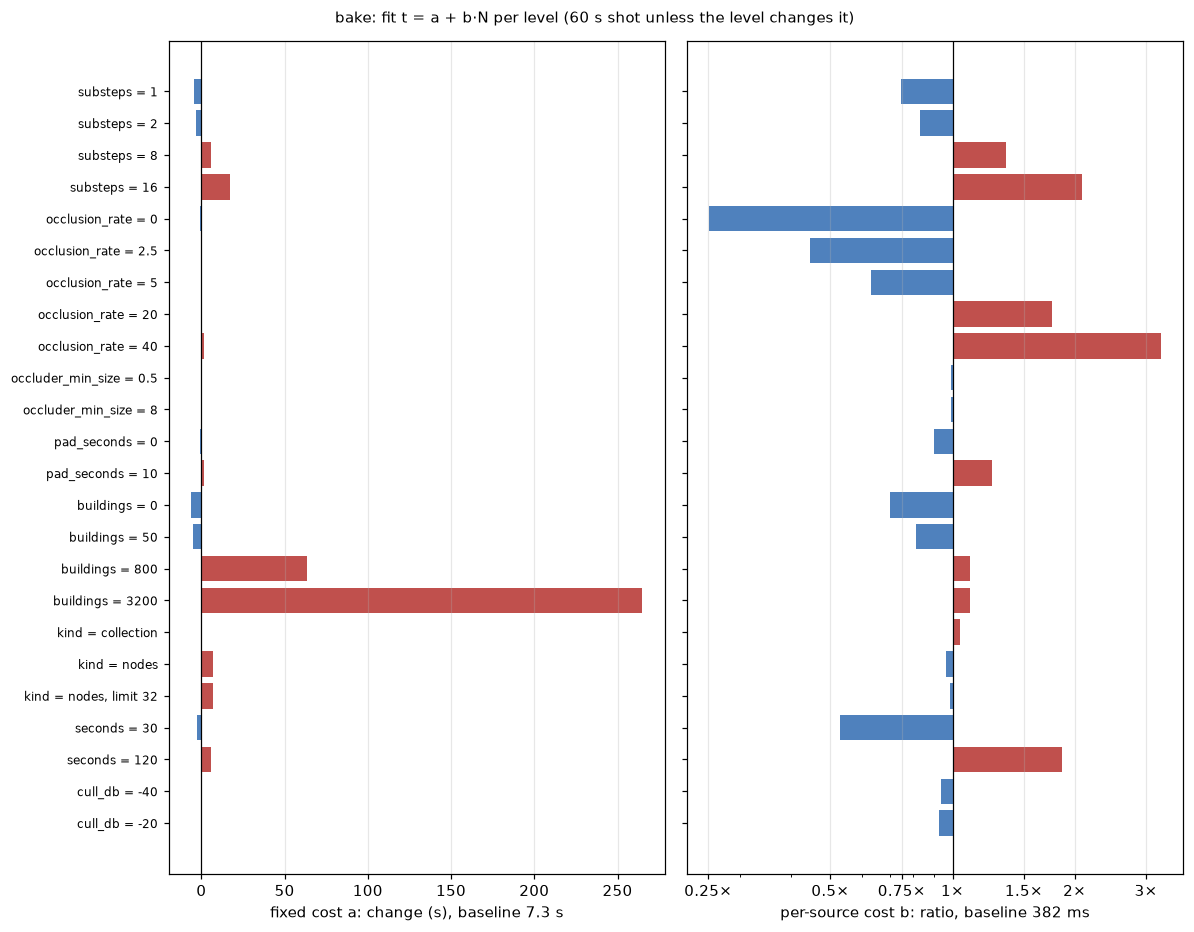 bake: fit t = a + b·N per level (60 s shot unless the level changes it)
substeps = 1
substeps = 2
substeps = 8
substeps = 16
occlusion_rate = 0
occlusion_rate = 2.5
occlusion_rate = 5
occlusion_rate = 20
occlusion_rate = 40
occluder_min_size = 0.5
occluder_min_size = 8
pad_seconds = 0
pad_seconds = 10
buildings = 0
buildings = 50
buildings = 800
buildings = 3200
kind = collection
kind = nodes
kind = nodes, limit 32
seconds = 30
seconds = 120
cull_db = -40
cull_db = -20
0 50 100 150 200 250
fixed cost a: change (s), baseline 7.3 s
0.25× 0.5× 0.75× 1× 1.5× 2× 3×
per-source cost b: ratio, baseline 382 ms